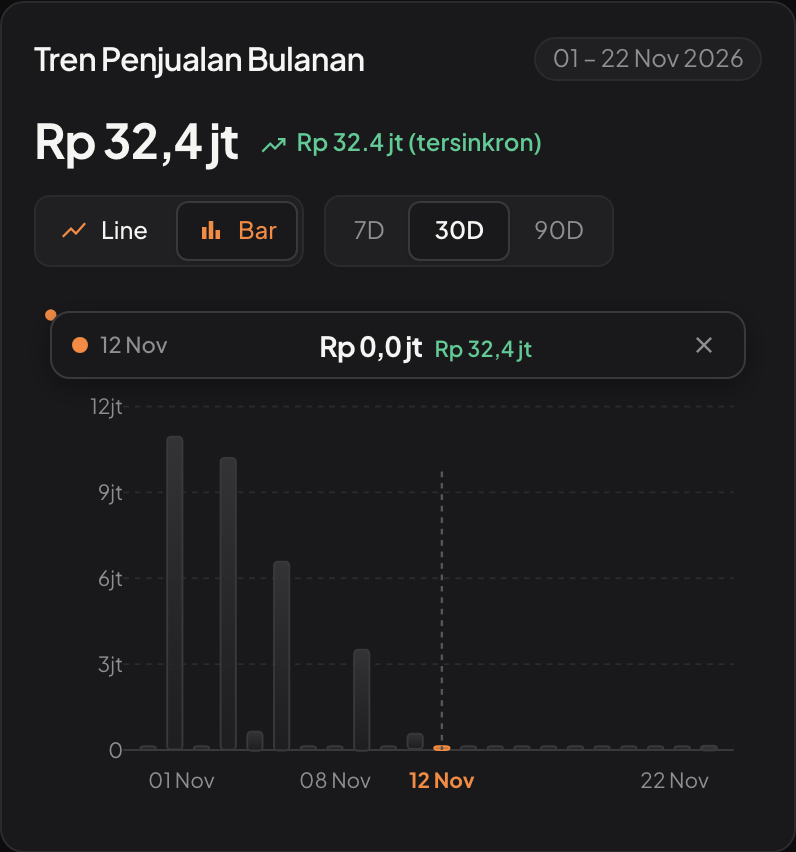 Tren Penjualan Bulanan
01 – 22 Nov 2026
Rp 32,4 jt
Rp 32.4 jt (tersinkron)
Line
Bar
7D
30D
90D
12 Nov
Rp 0,0 jt
Rp 32,4 jt
12jt
9jt
6jt
3jt
0
01 Nov
08 Nov
12 Nov
22 Nov